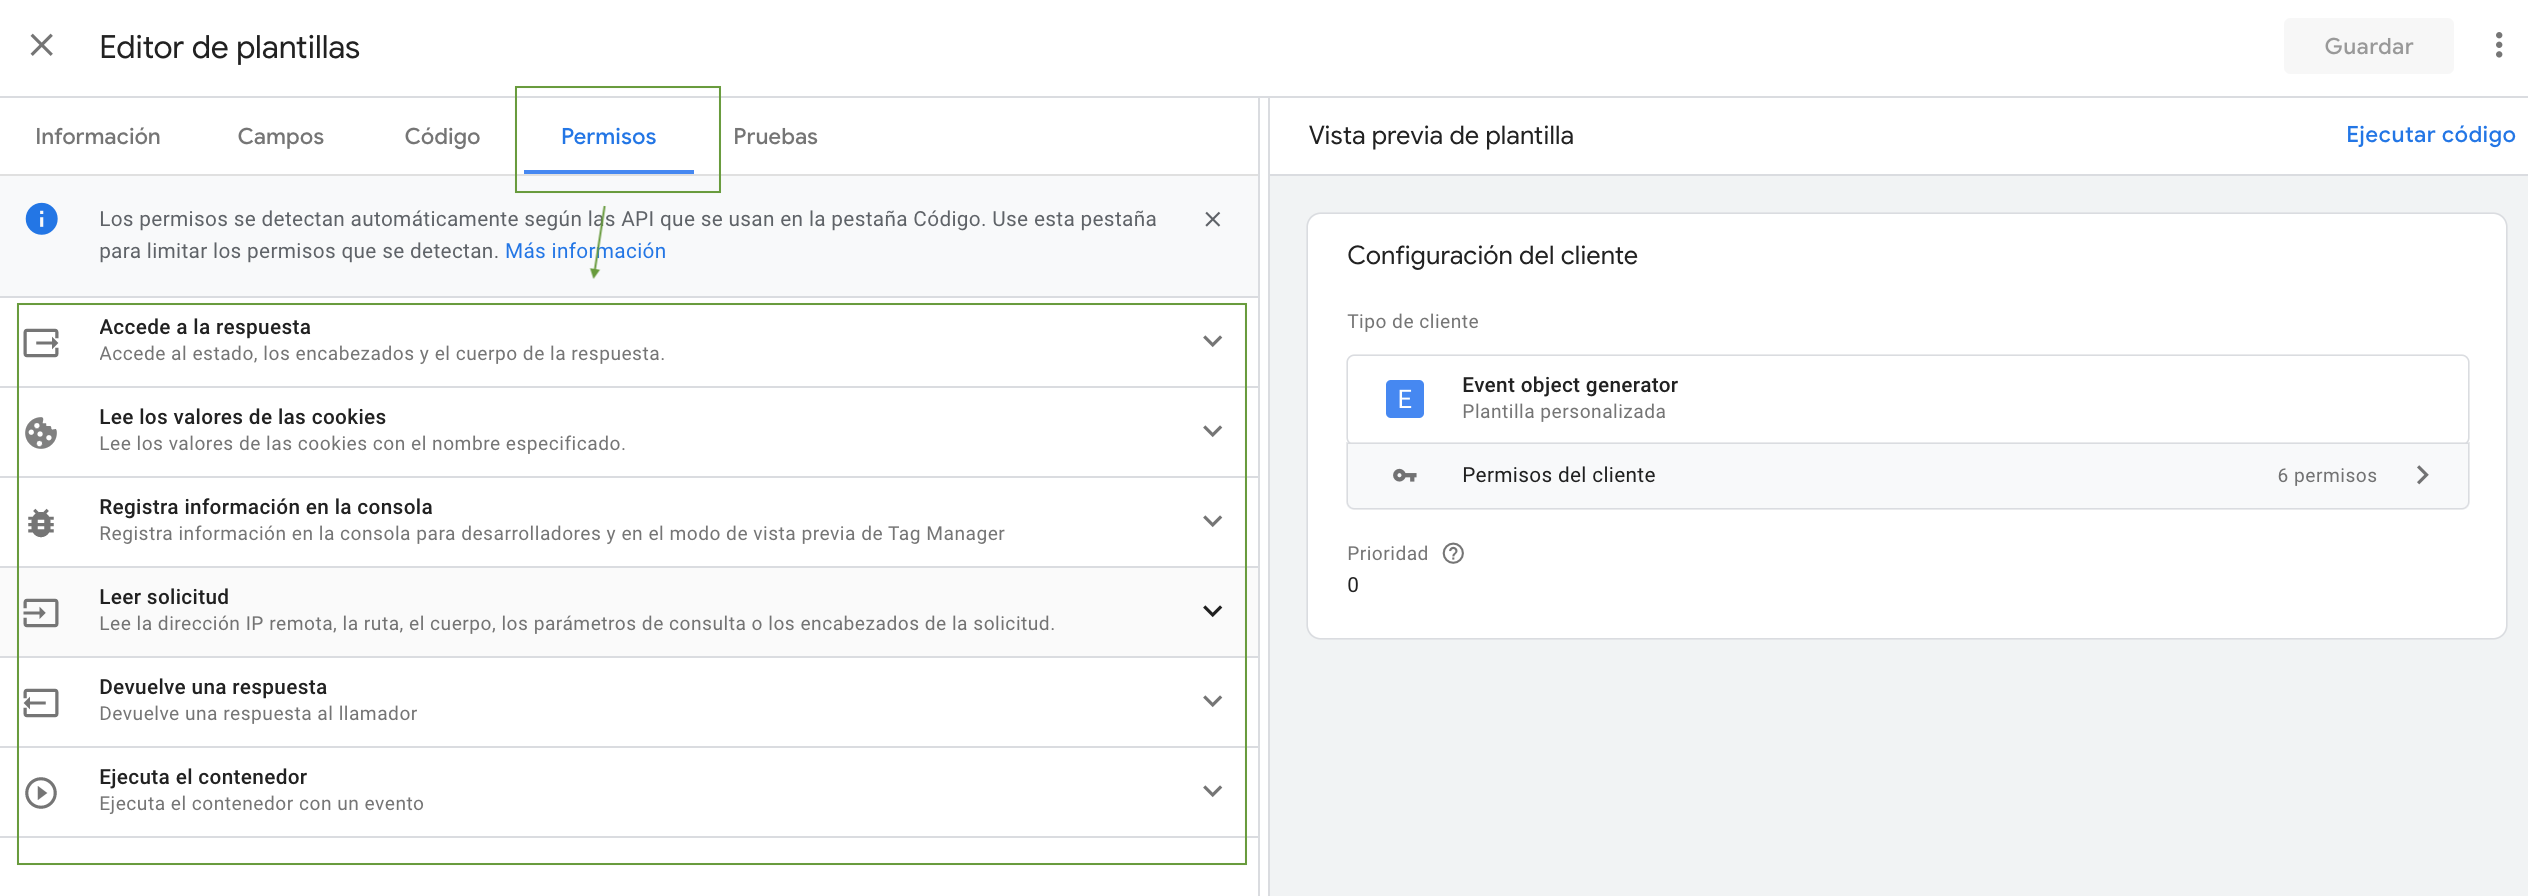 Editor de plantillas
Guardar
Información
Campos
Código
Permisos
Pruebas
Los permisos se detectan automáticamente según las API que se usan en la pestaña Código. Use esta pestaña
para limitar los permisos que se detectan. Más información
Accede a la respuesta
Accede al estado, los encabezados y el cuerpo de la respuesta.
Lee los valores de las cookies
Lee los valores de las cookies con el nombre especificado.
Registra información en la consola
Registra información en la consola para desarrolladores y en el modo de vista previa de Tag Manager
Leer solicitud
Lee la dirección IP remota, la ruta, el cuerpo, los parámetros de consulta o los encabezados de la solicitud.
Devuelve una respuesta
Devuelve una respuesta al llamador
Ejecuta el contenedor
Ejecuta el contenedor con un evento
Vista previa de plantilla
Ejecutar código
Configuración del cliente
Tipo de cliente
E
Event object generator
Plantilla personalizada
Permisos del cliente
6 permisos
Prioridad
0